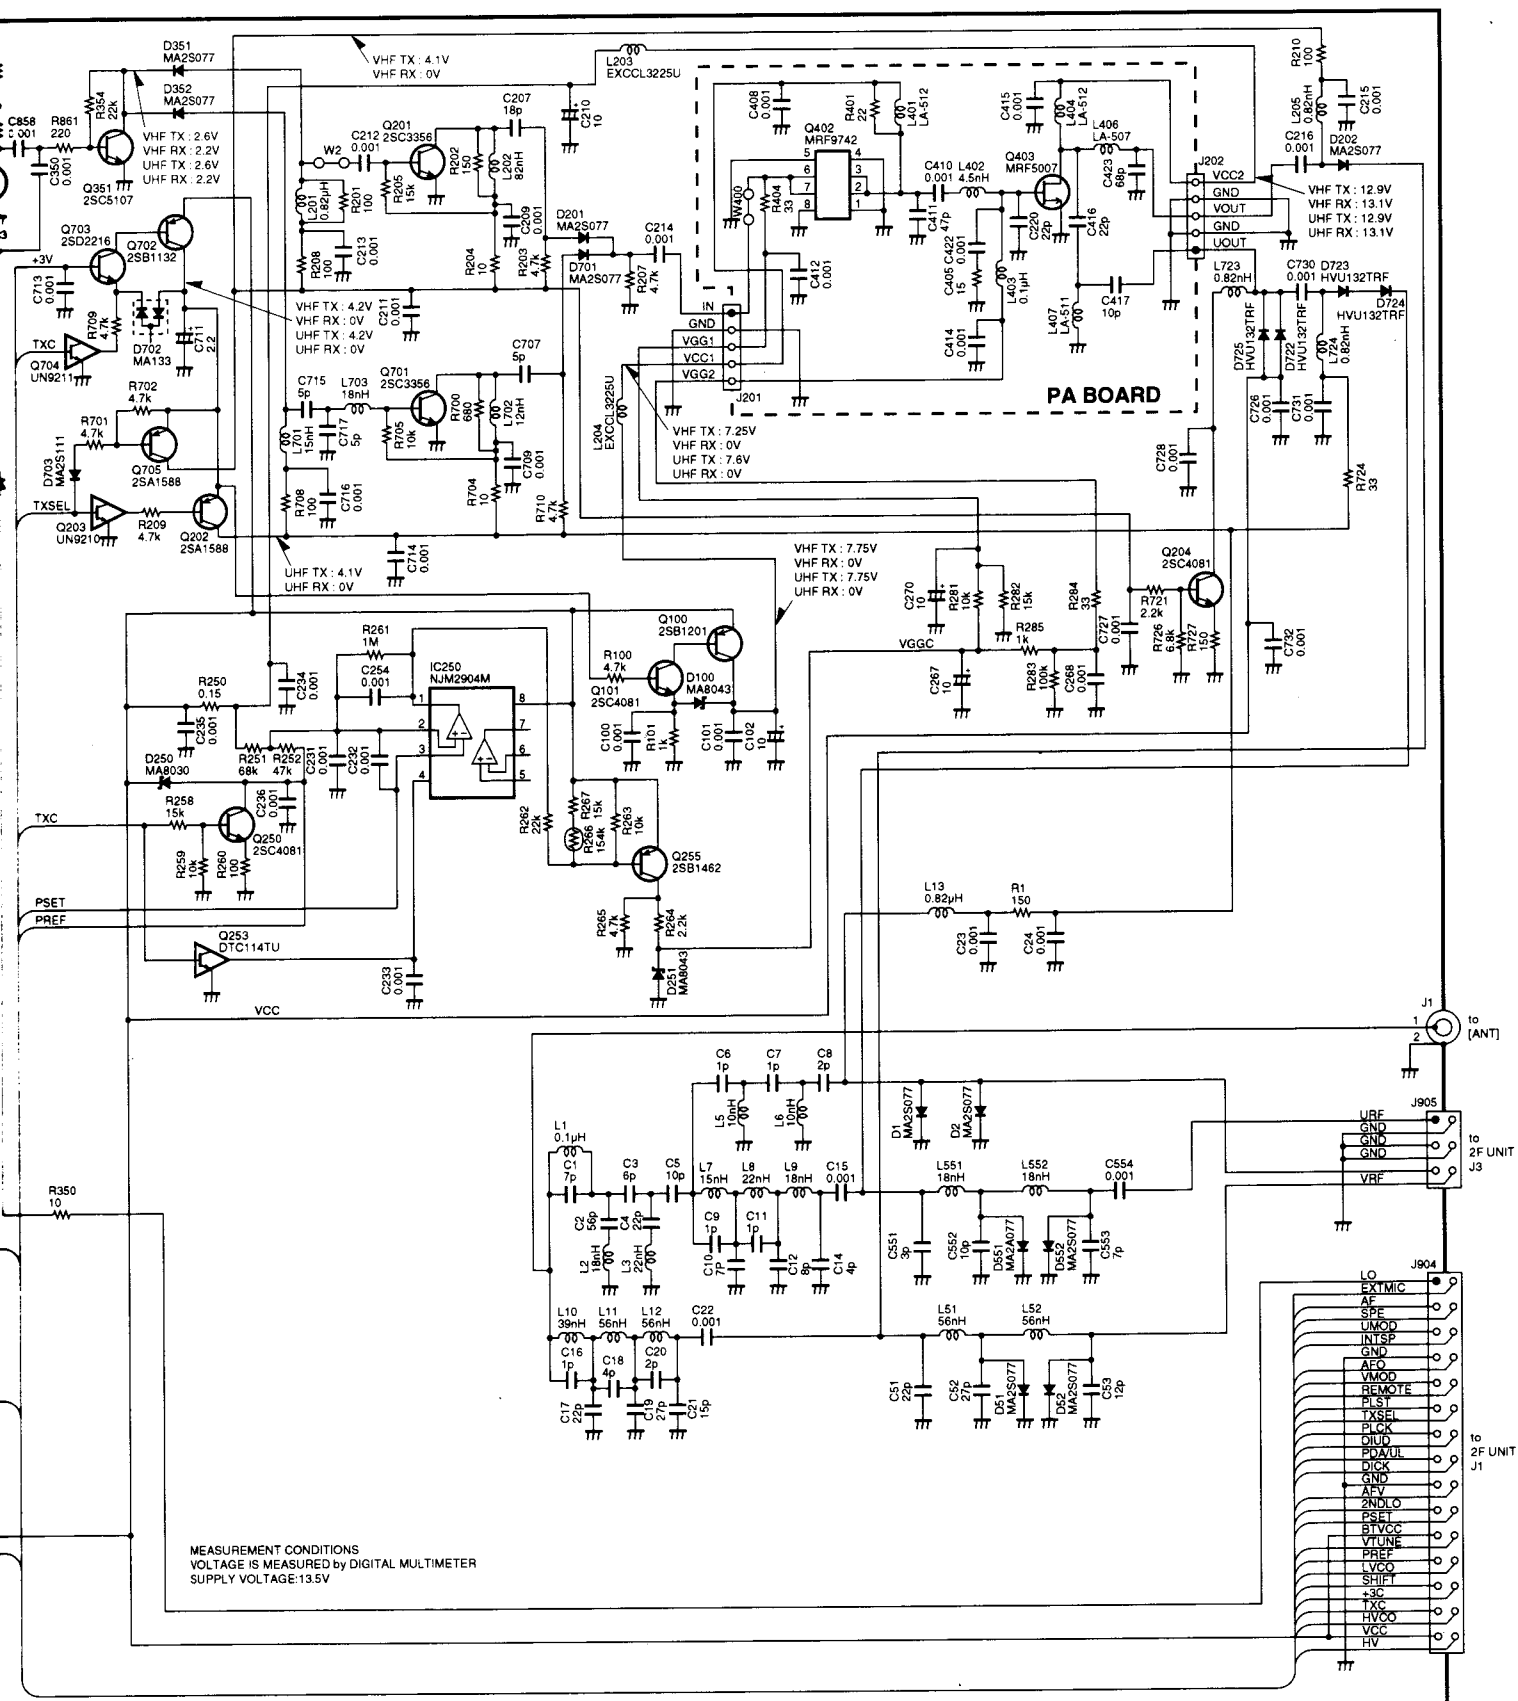 D351
MA2S077
D352
MA2S077
R354
22k
C858
R861
220
C350
0.001
Q351
2SC5107
VHF TX : 2.6V
VHF RX : 2.2V
UHF TX : 2.6V
UHF RX : 2.2V
VHF TX : 4.1V
VHF RX : 0V
L203
EXCCL3225U
C210
10
C207
18p
Q201
2SC3356
C212
0.001
W2
R202
150
L202
82nH
L201
0.82µH
R201
100
R205
15k
C209
0.001
D201
MA2S077
C214
0.001
D701
MA2S077
R207
4.7k
R208
100
C213
0.001
R204
10
R203
4.7k
C211
0.001
Q703
2SD2216
Q702
2SB1132
+3V
C713
0.001
R709
4.7k
D702
MA133
C711
2.2
VHF TX : 4.2V
VHF RX : 0V
UHF TX : 4.2V
UHF RX : 0V
TXC
Q704
UN9211
R702
4.7k
R701
4.7k
D703
MA2S111
Q705
2SA1588
TXSEL
Q203
UN9210
R209
4.7k
Q202
2SA1588
C715
5p
L703
18nH
Q701
2SC3356
C707
5p
R700
680
L702
12nH
L701
15nH
C717
5p
R705
10k
C709
0.001
R708
100
C716
0.001
R704
10
R710
4.7k
C714
0.001
UHF TX : 4.1V
UHF RX : 0V
C408
0.001
R401
22
L401
LA-512
Q402
MRF9742
5
6
7
8
4
3
2
1
W400
R404
33
C412
0.001
C410
0.001
L402
4.5nH
C411
47p
C422
0.001
C405
15
C414
0.001
L403
0.1µH
C220
22p
Q403
MRF5007
C415
0.001
L404
LA-512
L406
LA-507
C423
68p
C416
22p
C417
10p
L407
LA-511
PA BOARD
IN
GND
VGG1
VCC1
VGG2
J201
L204
EXCCL3225U
VHF TX : 7.25V
VHF RX : 0V
UHF TX : 7.6V
UHF RX : 0V
J202
VCC2
GND
VOUT
GND
UOUT
R210
100
L205
0.82nH
C215
0.001
C216
0.001
D202
MA2S077
VHF TX : 12.9V
VHF RX : 13.1V
UHF TX : 12.9V
UHF RX : 13.1V
L723
0.82nH
C730
0.001
D723
HVU132TRF
D724
HVU132TRF
D725
HVU132TRF
D722
HVU132TRF
L724
0.82nH
C726
0.001
C731
0.001
C728
0.001
R724
33
Q204
2SC4081
R721
2.2k
C727
0.001
R726
6.8k
R727
150
C732
0.001
VHF TX : 7.75V
VHF RX : 0V
UHF TX : 7.75V
UHF RX : 0V
C270
10
R281
10k
R282
15k
R284
33
VGGC
R285
1k
C267
10
R283
100k
C268
0.001
R261
1M
C254
0.001
IC250
NJM2904M
1
2
3
4
8
7
6
5
R250
0.15
C234
0.001
C235
0.001
R251
68k
R252
47k
C231
0.001
C232
0.001
D250
MA8030
C236
0.001
R258
15k
TXC
Q250
2SC4081
R259
10k
R260
100
PSET
PREF
Q253
DTC114TU
C233
0.001
VCC
Q100
2SB1201
R100
4.7k
Q101
2SC4081
D100
MA8043
C100
0.001
R101
1k
C101
0.001
C102
10
R262
22k
R267
15k
R266
154k
R263
10k
Q255
2SB1462
R265
4.7k
R264
2.2k
D251
MA8043
L13
0.82µH
R1
150
C23
0.001
C24
0.001
J1
1
2
to
[ANT]
C6
1p
C7
1p
C8
2p
L5
10nH
L6
10nH
D1
MA2S077
D2
MA2S077
L1
0.1µH
C1
7p
C3
6p
C5
10p
C2
56p
C4
22p
L2
18nH
L3
22nH
L7
15nH
L8
22nH
L9
18nH
C15
0.001
C9
1p
C11
1p
C10
7P
C12
8p
C14
4p
L551
18nH
L552
18nH
C554
0.001
C551
3p
C552
10p
D551
MA2A077
D552
MA2S077
C553
7p
L10
39nH
L11
56nH
L12
56nH
C22
0.001
C16
1p
C18
4p
C20
2p
C17
22p
C19
27p
C21
15p
L51
56nH
L52
56nH
C51
22p
C52
27p
D51
MA2S077
D52
MA2S077
C53
12p
J905
URF
GND
GND
GND
VRF
to
2F UNIT
J3
R350
10
J904
LO
EXTMIC
AF
SPE
UMOD
INTSP
GND
AFO
VMOD
REMOTE
PLST
TXSEL
PLCK
DIUD
PDA/UL
DICK
GND
AFV
2NDLO
PSET
BTVCC
VTUNE
PREF
LVCO
SHIFT
+3C
TXC
HVCO
VCC
HV
to
2F UNIT
J1
MEASUREMENT CONDITIONS
VOLTAGE IS MEASURED by DIGITAL MULTIMETER
SUPPLY VOLTAGE:13.5V